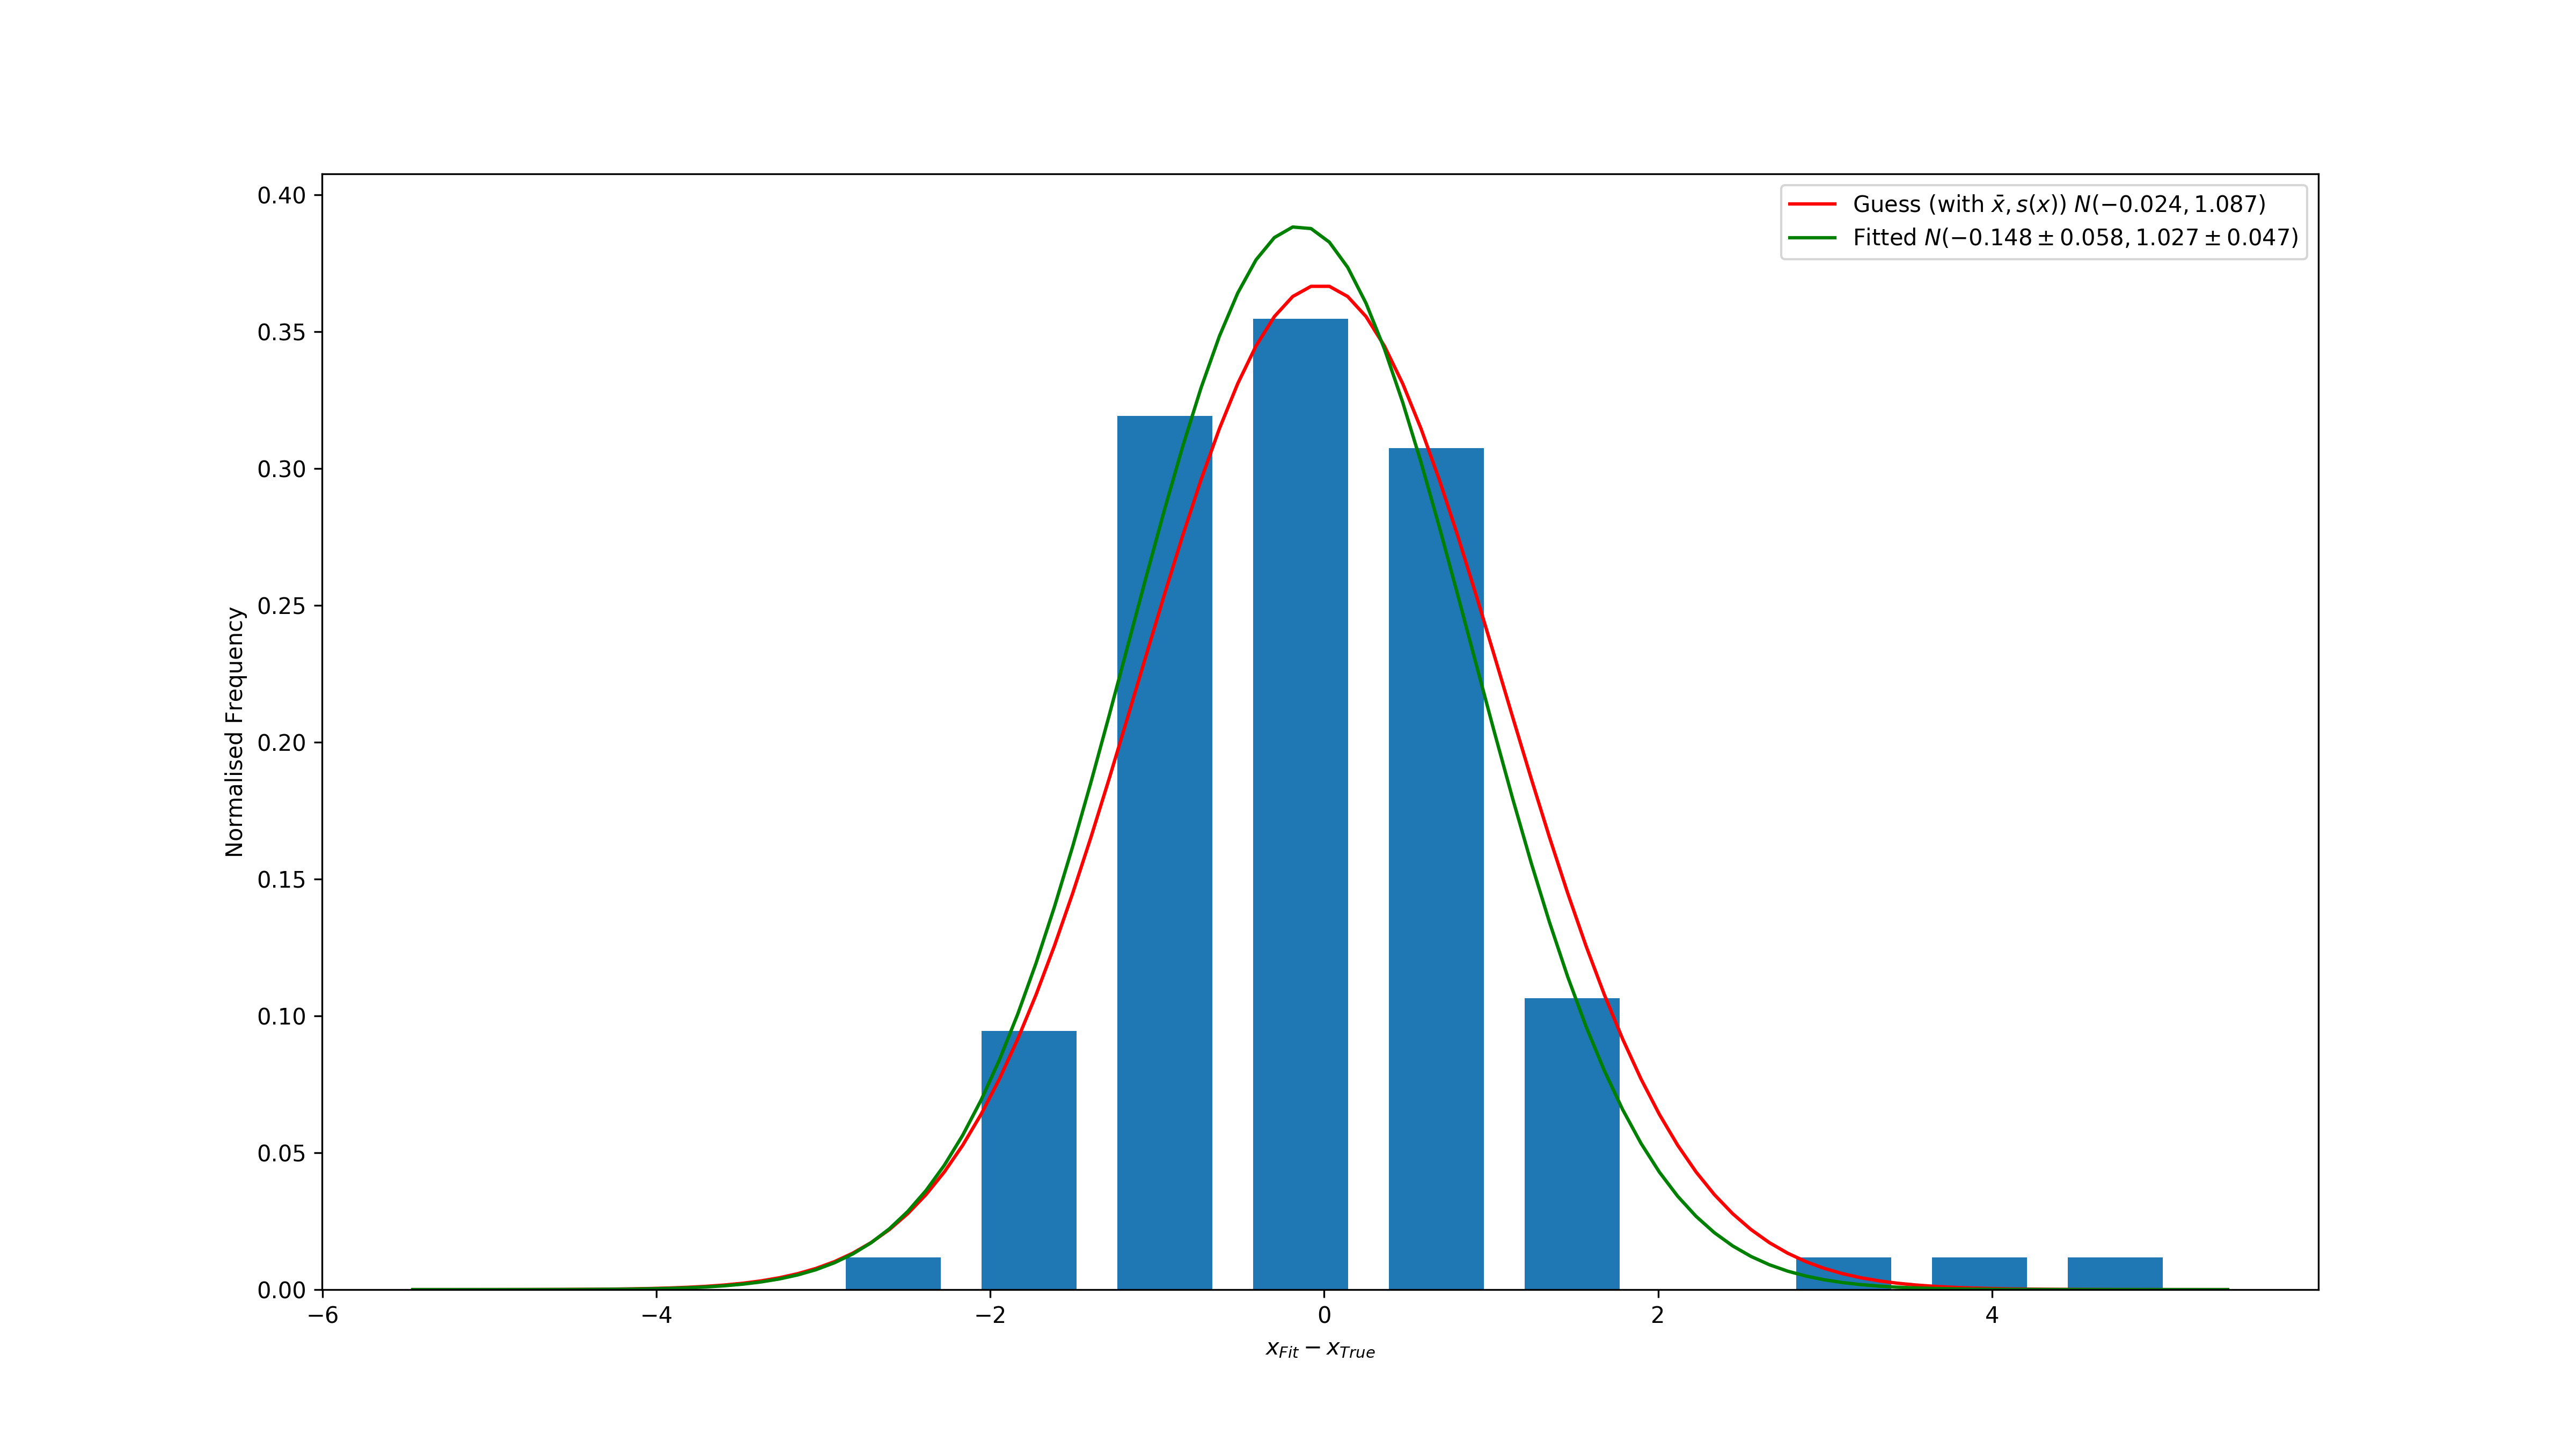 Guess (with x̄, s(x)) N(−0.024, 1.087)
Fitted N(−0.148 ± 0.058, 1.027 ± 0.047)
0.40
0.35
0.30
0.25
0.20
0.15
0.10
0.05
0.00
Normalised Frequency
−6 −4 −2 0 2 4
x_Fit − x_True